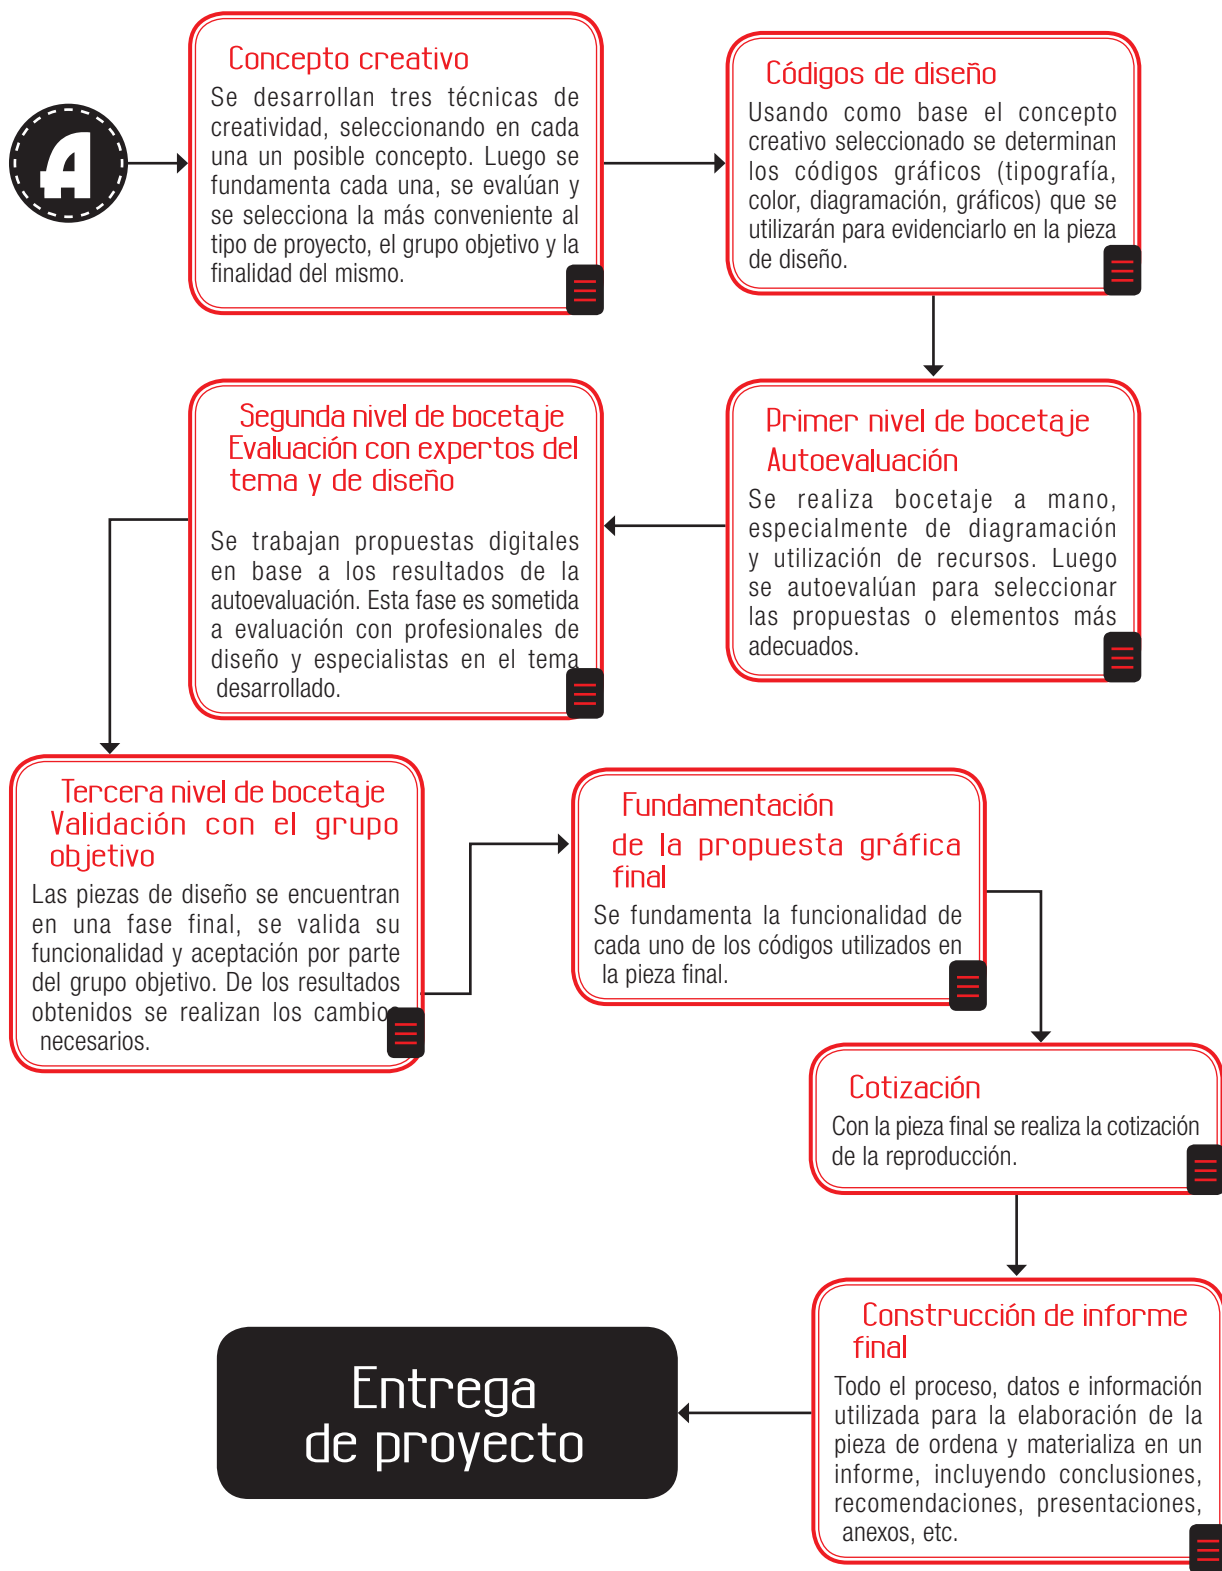 A
Concepto creativo
Se desarrollan tres técnicas de
creatividad, seleccionando en cada
una un posible concepto. Luego se
fundamenta cada una, se evalúan y
se selecciona la más conveniente al
tipo de proyecto, el grupo objetivo y la
finalidad del mismo.
Códigos de diseño
Usando como base el concepto
creativo seleccionado se determinan
los códigos gráficos (tipografía,
color, diagramación, gráficos) que se
utilizarán para evidenciarlo en la pieza
de diseño.
Primer nivel de bocetaje
Autoevaluación
Se realiza bocetaje a mano,
especialmente de diagramación
y utilización de recursos. Luego
se autoevalúan para seleccionar
las propuestas o elementos más
adecuados.
Segunda nivel de bocetaje
Evaluación con expertos del
tema y de diseño
Se trabajan propuestas digitales
en base a los resultados de la
autoevaluación. Esta fase es sometida
a evaluación con profesionales de
diseño y especialistas en el tema
desarrollado.
Tercera nivel de bocetaje
Validación con el grupo
objetivo
Las piezas de diseño se encuentran
en una fase final, se valida su
funcionalidad y aceptación por parte
del grupo objetivo. De los resultados
obtenidos se realizan los cambios
necesarios.
Fundamentación
de la propuesta gráfica
final
Se fundamenta la funcionalidad de
cada uno de los códigos utilizados en
la pieza final.
Cotización
Con la pieza final se realiza la cotización
de la reproducción.
Construcción de informe
final
Todo el proceso, datos e información
utilizada para la elaboración de la
pieza de ordena y materializa en un
informe, incluyendo conclusiones,
recomendaciones, presentaciones,
anexos, etc.
Entrega
de proyecto